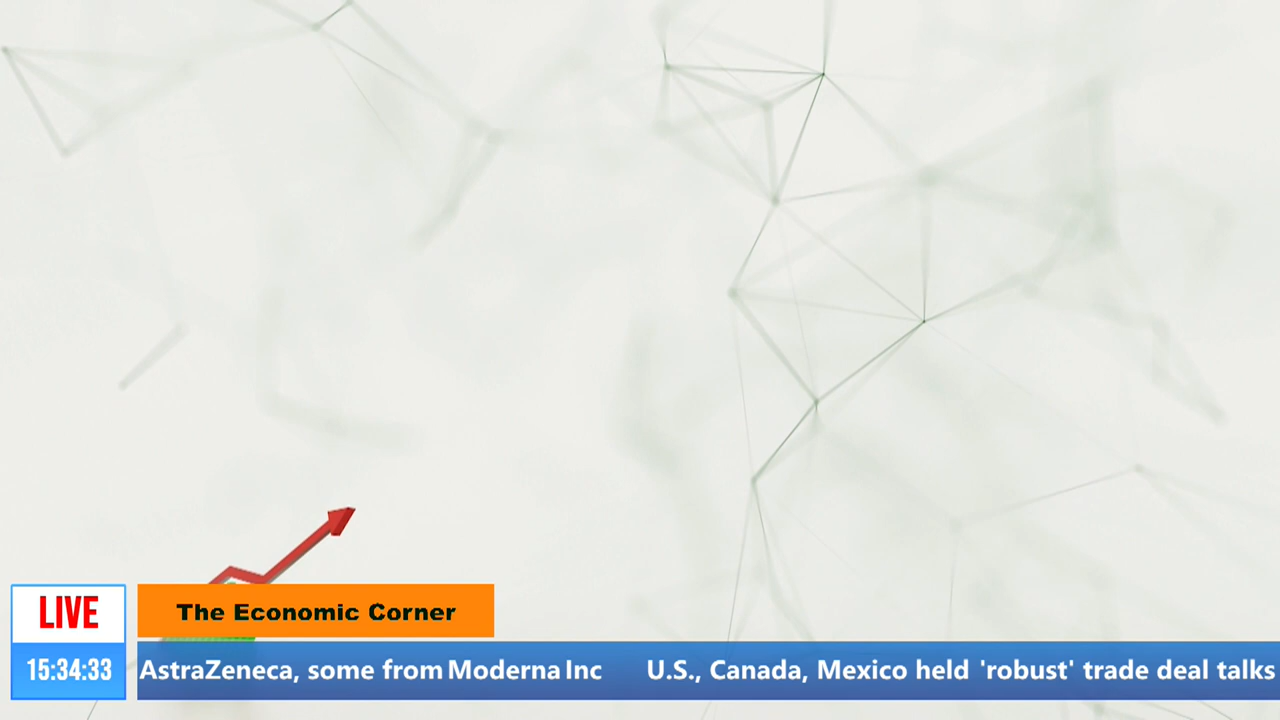 LIVE
The Economic Corner
15:34:33
AstraZeneca, some from Moderna Inc U.S., Canada, Mexico held 'robust' trade deal talks